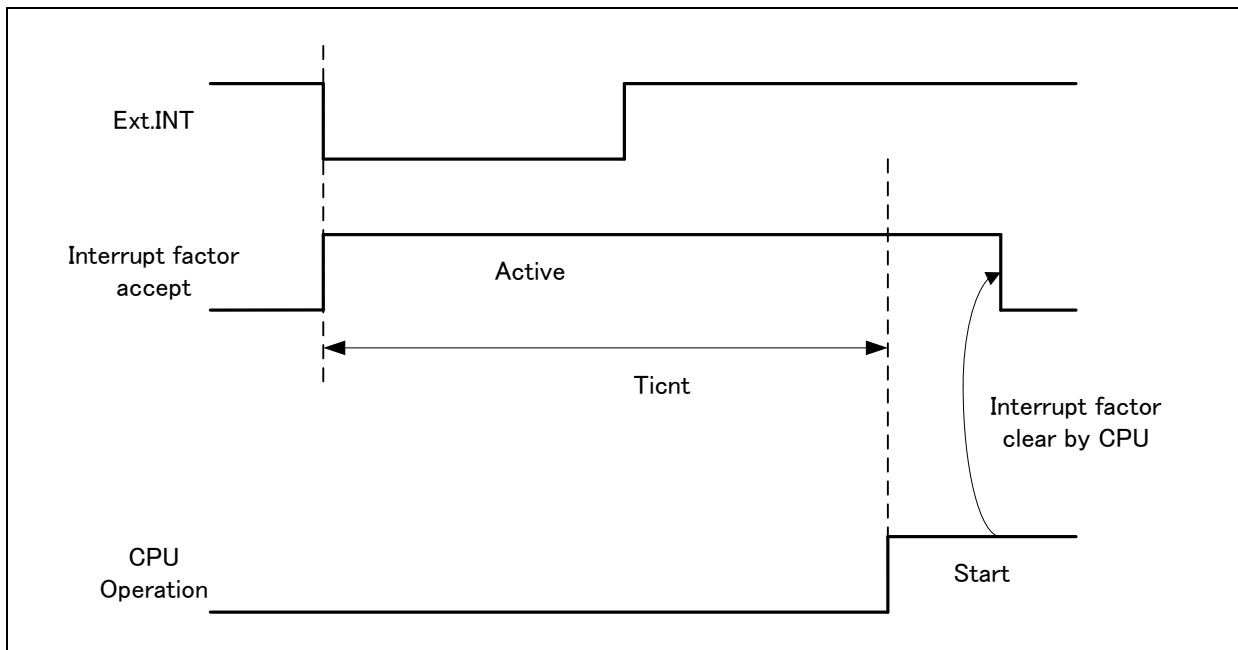 Ext.INT
Interrupt factor
accept
Active
Ticnt
Interrupt factor
clear by CPU
CPU
Operation
Start